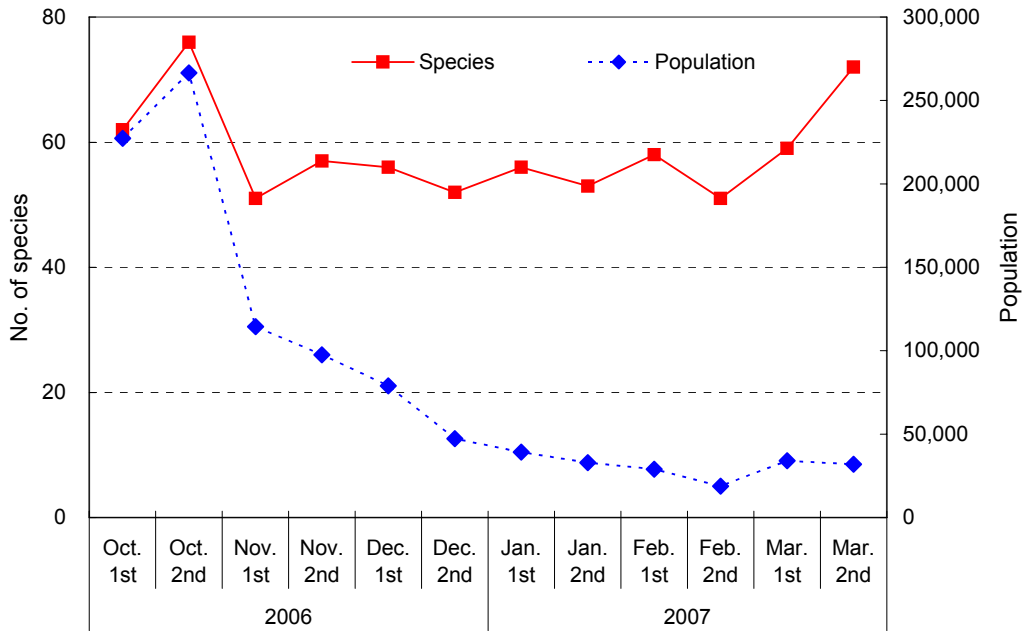 80
60
40
20
0
No. of species
Species
Population
300,000
250,000
200,000
150,000
100,000
50,000
0
Population
Oct. Oct. Nov. Nov. Dec. Dec. Jan. Jan. Feb. Feb. Mar. Mar.
1st 2nd 1st 2nd 1st 2nd 1st 2nd 1st 2nd 1st 2nd
2006 2007